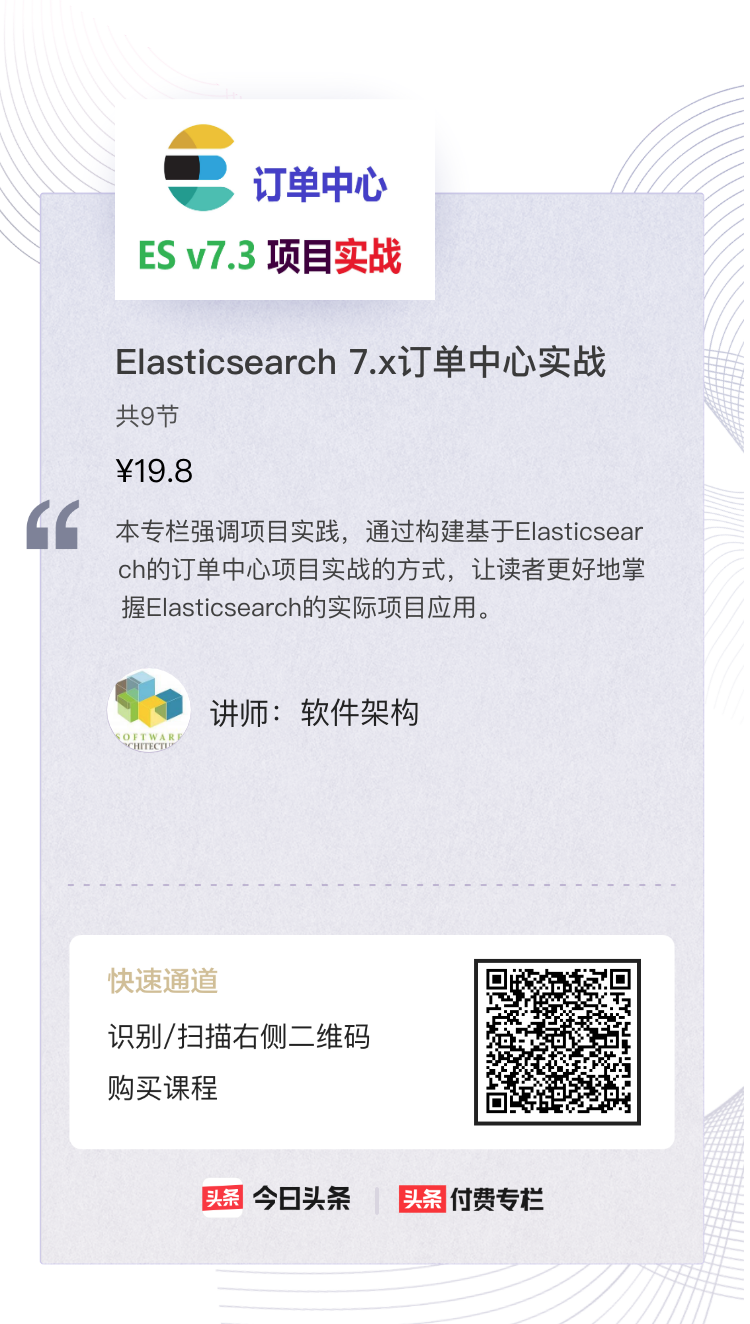 订单中心
ES v7.3 项目实战
Elasticsearch 7.x订单中心实战
共9节
¥19.8
本专栏强调项目实践，通过构建基于Elasticsear
ch的订单中心项目实战的方式，让读者更好地掌
握Elasticsearch的实际项目应用。
SOFTWARE
ARCHITECTURE
讲师：软件架构
快速通道
识别/扫描右侧二维码
购买课程
头条 今日头条 | 头条 付费专栏